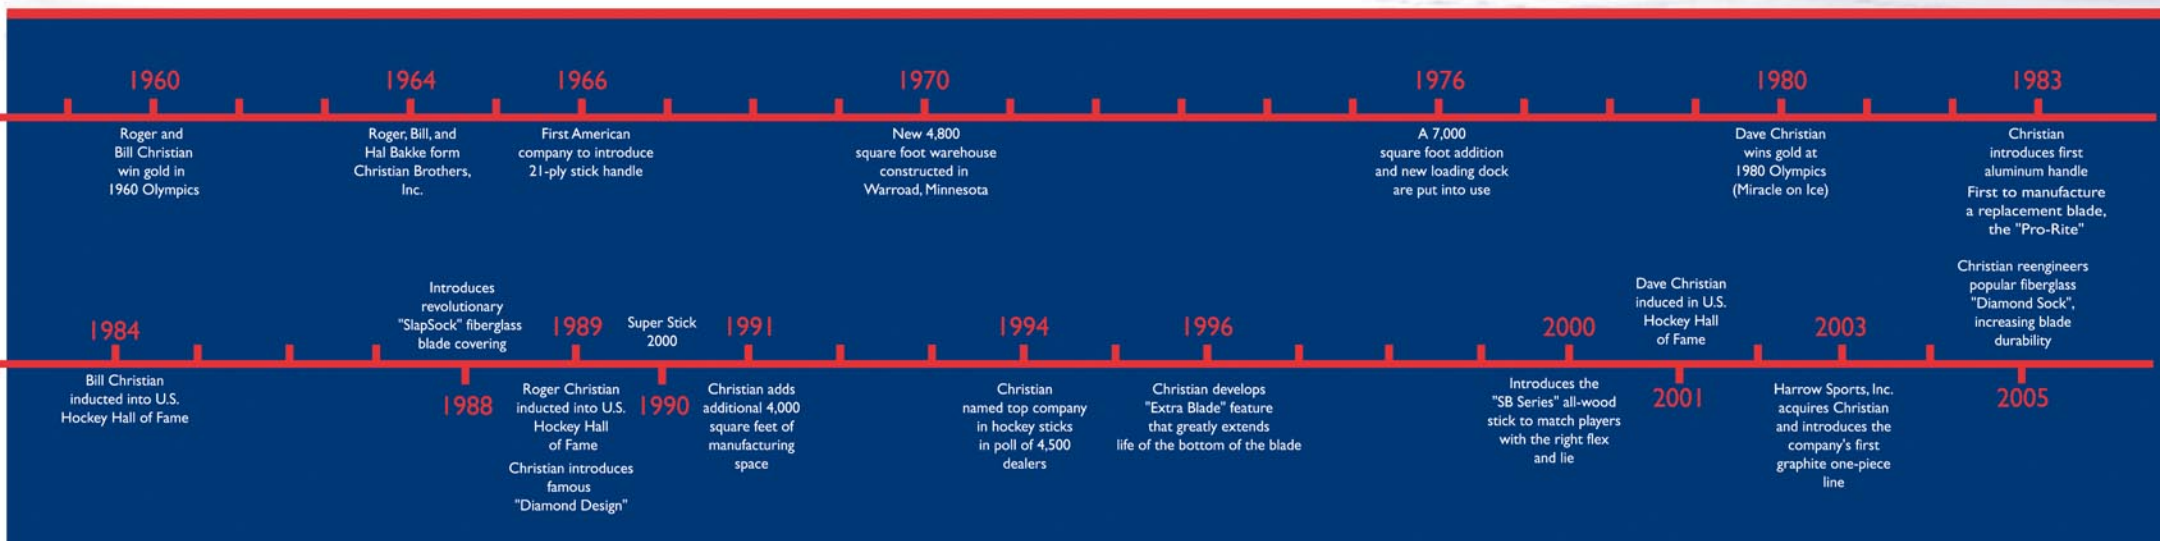 1960
Roger and
Bill Christian
win gold in
1960 Olympics
1964
Roger, Bill, and
Hal Bakke form
Christian Brothers,
Inc.
1966
First American
company to introduce
21-ply stick handle
1970
New 4,800
square foot warehouse
constructed in
Warroad, Minnesota
1976
A 7,000
square foot addition
and new loading dock
are put into use
1980
Dave Christian
wins gold at
1980 Olympics
(Miracle on Ice)
1983
Christian
introduces first
aluminum handle
First to manufacture
a replacement blade,
the "Pro-Rite"
1984
Bill Christian
inducted into U.S.
Hockey Hall of Fame
Introduces
revolutionary
"SlapSock" fiberglass
blade covering
1988
1989
Roger Christian
inducted into U.S.
Hockey Hall
of Fame
Christian introduces
famous
"Diamond Design"
Super Stick
2000
1990
1991
Christian adds
additional 4,000
square feet of
manufacturing
space
1994
Christian
named top company
in hockey sticks
in poll of 4,500
dealers
1996
Christian develops
"Extra Blade" feature
that greatly extends
life of the bottom of the blade
2000
Introduces the
"SB Series" all-wood
stick to match players
with the right flex
and lie
Dave Christian
induced in U.S.
Hockey Hall
of Fame
2001
2003
Harrow Sports, Inc.
acquires Christian
and introduces the
company's first
graphite one-piece
line
Christian reengineers
popular fiberglass
"Diamond Sock",
increasing blade
durability
2005